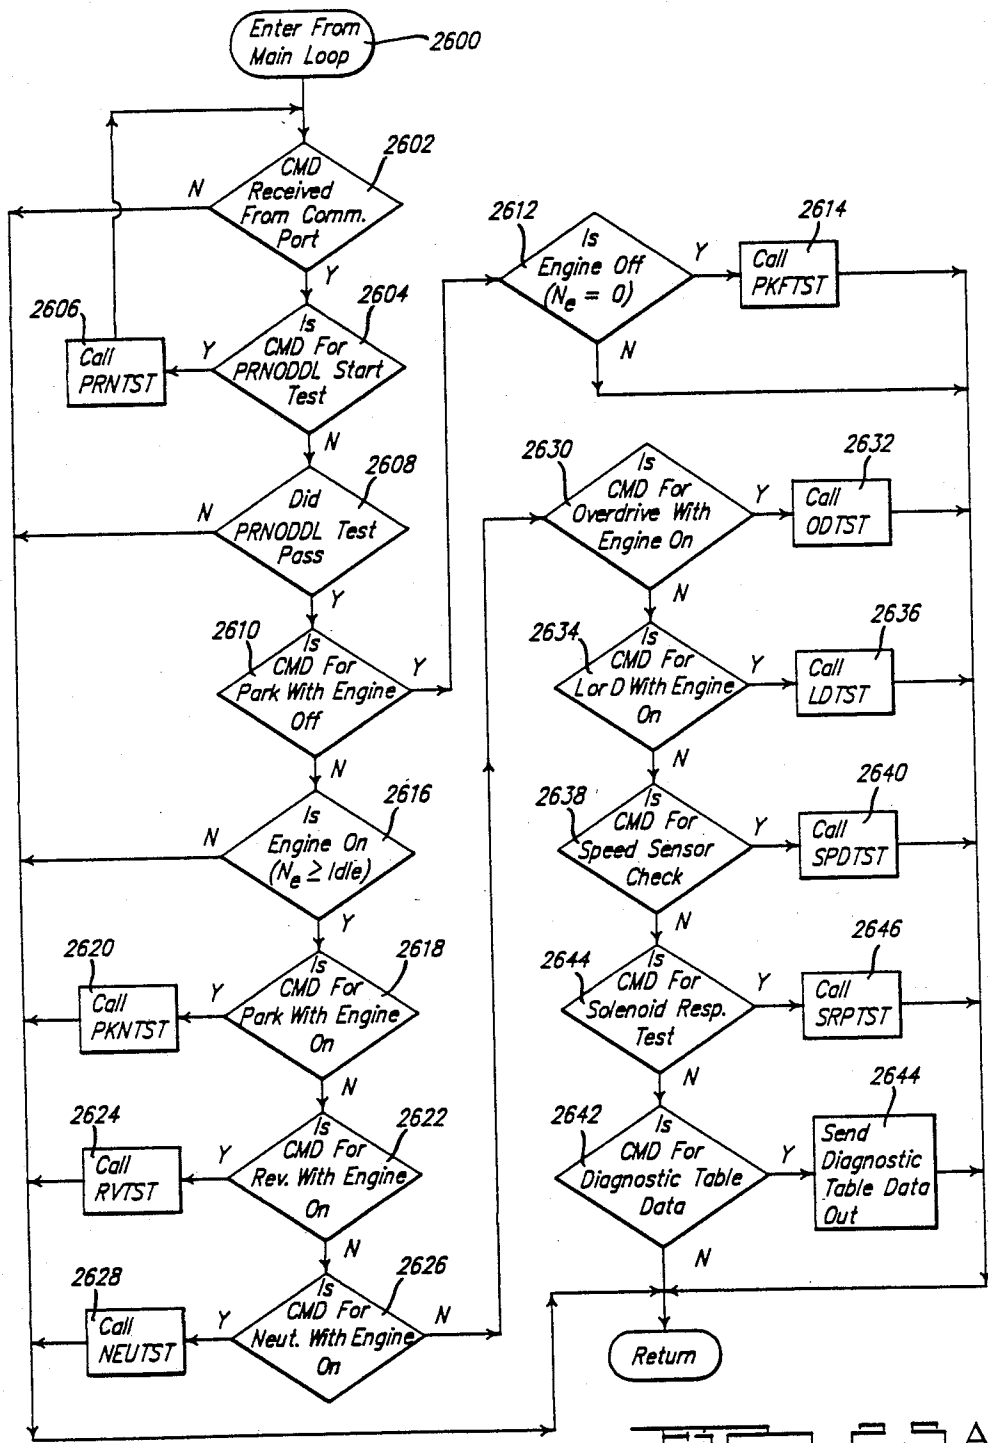 Enter From
Main Loop
2600
CMD
Received
From Comm.
Port
2602
N
Y
Is
CMD For
PRNODDL Start
Test
2604
Y
N
2606
Call
PRNTST
Did
PRNODDL Test
Pass
2608
N
Y
2610
Is
CMD For
Park With Engine
Off
Y
N
2612
Is
Engine Off
(Ne = 0)
Y
N
2614
Call
PKFTST
Is
Engine On
(Ne ≥ Idle)
2616
N
Y
Is
CMD For
Park With Engine
On
2618
Y
N
2620
Call
PKNTST
Is
CMD For
Rev. With Engine
On
2622
Y
N
2624
Call
RVTST
Is
CMD For
Neut. With Engine
On
2626
Y
N
2628
Call
NEUTST
2630
Is
CMD For
Overdrive With
Engine On
Y
N
2632
Call
ODTST
2634
Is
CMD For
L or D With Engine
On
Y
N
2636
Call
LDTST
2638
Is
CMD For
Speed Sensor
Check
Y
N
2640
Call
SPDTST
2644
Is
CMD For
Solenoid Resp.
Test
Y
N
2646
Call
SRPTST
2642
Is
CMD For
Diagnostic Table
Data
Y
N
2644
Send
Diagnostic
Table Data
Out
Return